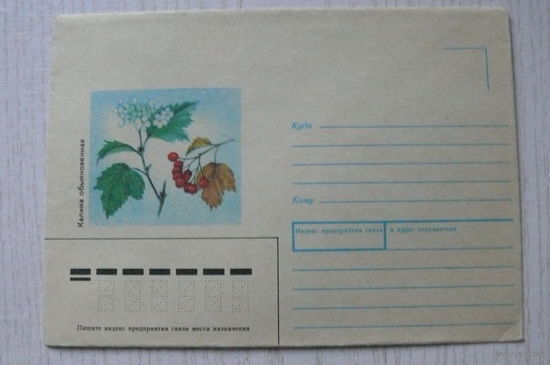 Калина обыкновенная
Куда
Кому
Индекс предприятия связи и адрес отправителя
Пишите индекс предприятия связи места назначения